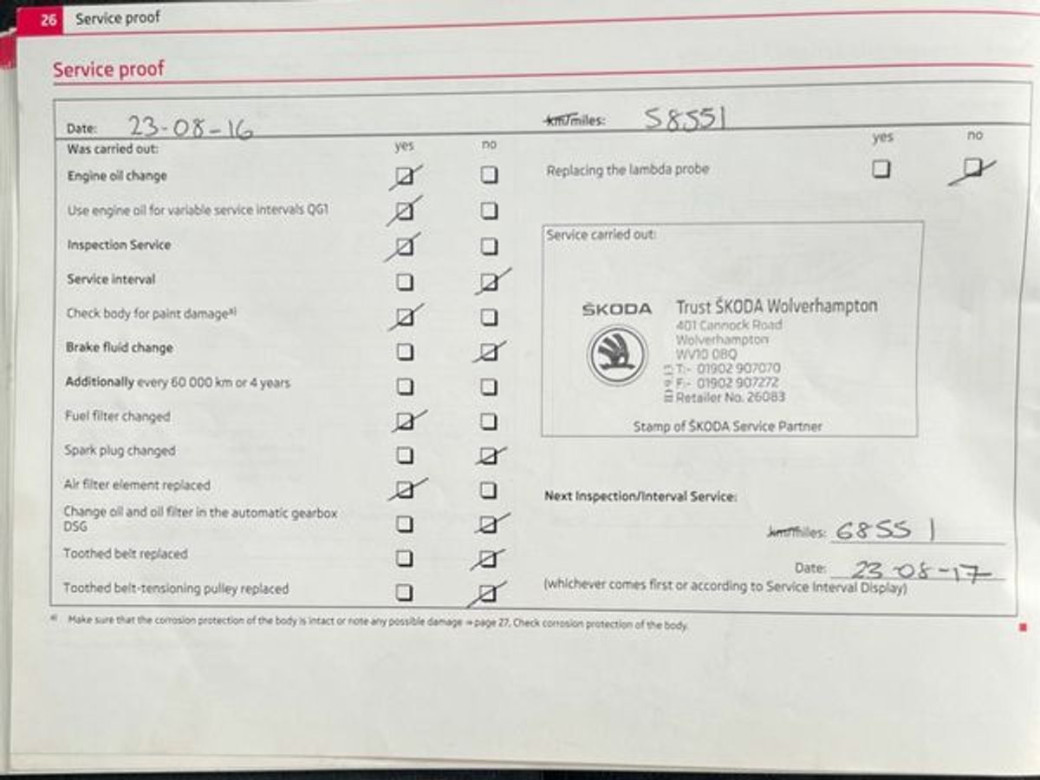 26 Service proof
Service proof
Date: 23-08-16
km/miles: 58551
Was carried out: yes no
yes no
Engine oil change
Replacing the lambda probe
Use engine oil for variable service intervals QG1
Inspection Service
Service interval
Check body for paint damageᵃ⁾
Brake fluid change
Additionally every 60 000 km or 4 years
Fuel filter changed
Spark plug changed
Air filter element replaced
Change oil and oil filter in the automatic gearbox
DSG
Toothed belt replaced
Toothed belt-tensioning pulley replaced
Service carried out:
ŠKODA
Trust ŠKODA Wolverhampton
401 Cannock Road
Wolverhampton
WV10 0BQ
T:- 01902 907070
F:- 01902 907272
Retailer No. 26083
Stamp of ŠKODA Service Partner
Next Inspection/Interval Service:
km/miles: 68551
Date: 23-08-17
(whichever comes first or according to Service Interval Display)
ᵃ⁾ Make sure that the corrosion protection of the body is intact or note any possible damage ⇒ page 27, Check corrosion protection of the body.